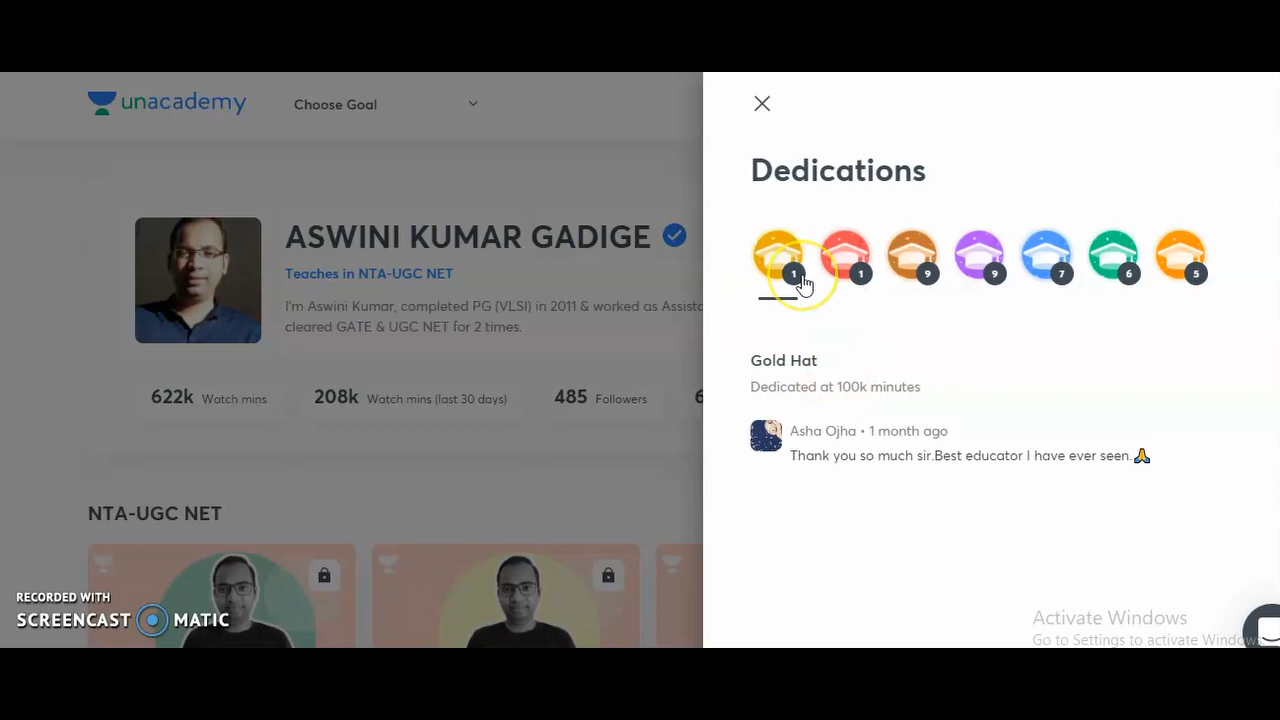 unacademy
Choose Goal
ASWINI KUMAR GADIGE
Teaches in NTA-UGC NET
I'm Aswini Kumar, completed PG (VLSI) in 2011 & worked as Assista
cleared GATE & UGC NET for 2 times.
622k Watch mins
208k Watch mins (last 30 days)
485 Followers
6
NTA-UGC NET
RECORDED WITH
SCREENCAST MATIC
Dedications
1 1 9 9 7 6 5
Gold Hat
Dedicated at 100k minutes
Asha Ojha • 1 month ago
Thank you so much sir.Best educator I have ever seen.🙏
Activate Windows
Go to Settings to activate Windows.